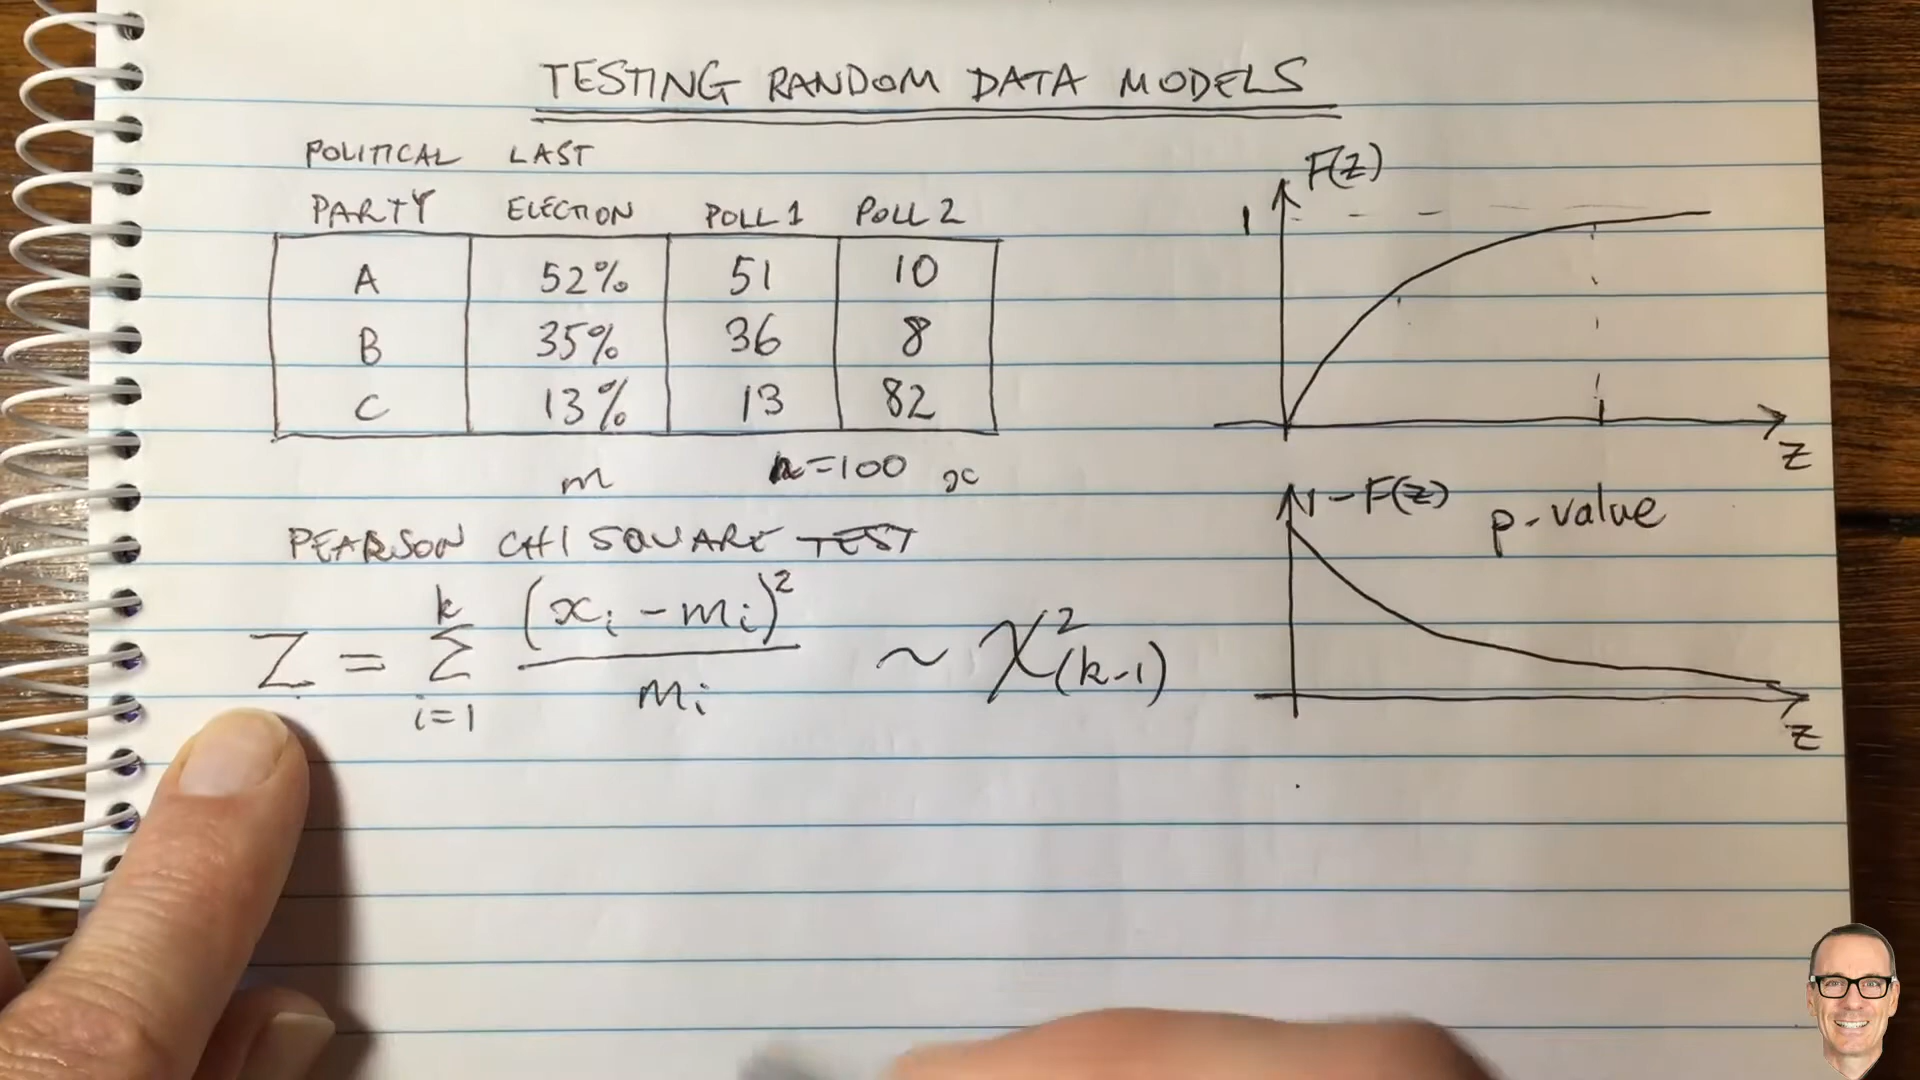 TESTING RANDOM DATA MODELS
POLITICAL LAST
PARTY ELECTION POLL 1 POLL 2
A 52% 51 10
B 35% 36 8
C 13% 13 82
m n=100 x
PEARSON CHI SQUARE TEST
Z = k Σ i=1 (xi - mi)² / mi ~ χ²(k-1)
F(z)
1
z
1-F(z) p-value
z